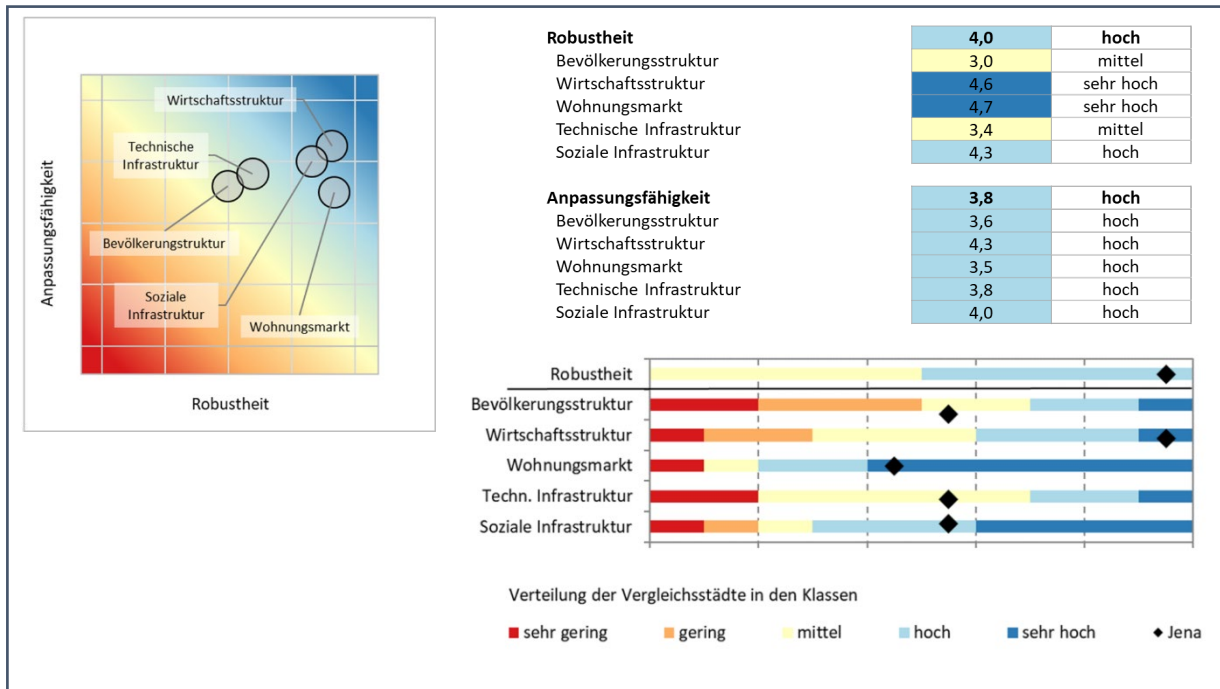 Wirtschaftsstruktur
Technische
Infrastruktur
Bevölkerungstruktur
Soziale
Infrastruktur
Wohnungsmarkt
Anpassungsfähigkeit
Robustheit
Robustheit 4,0 hoch
Bevölkerungsstruktur 3,0 mittel
Wirtschaftsstruktur 4,6 sehr hoch
Wohnungsmarkt 4,7 sehr hoch
Technische Infrastruktur 3,4 mittel
Soziale Infrastruktur 4,3 hoch
Anpassungsfähigkeit 3,8 hoch
Bevölkerungsstruktur 3,6 hoch
Wirtschaftsstruktur 4,3 hoch
Wohnungsmarkt 3,5 hoch
Technische Infrastruktur 3,8 hoch
Soziale Infrastruktur 4,0 hoch
Robustheit
Bevölkerungsstruktur
Wirtschaftsstruktur
Wohnungsmarkt
Techn. Infrastruktur
Soziale Infrastruktur
Verteilung der Vergleichsstädte in den Klassen
sehr gering gering mittel hoch sehr hoch Jena